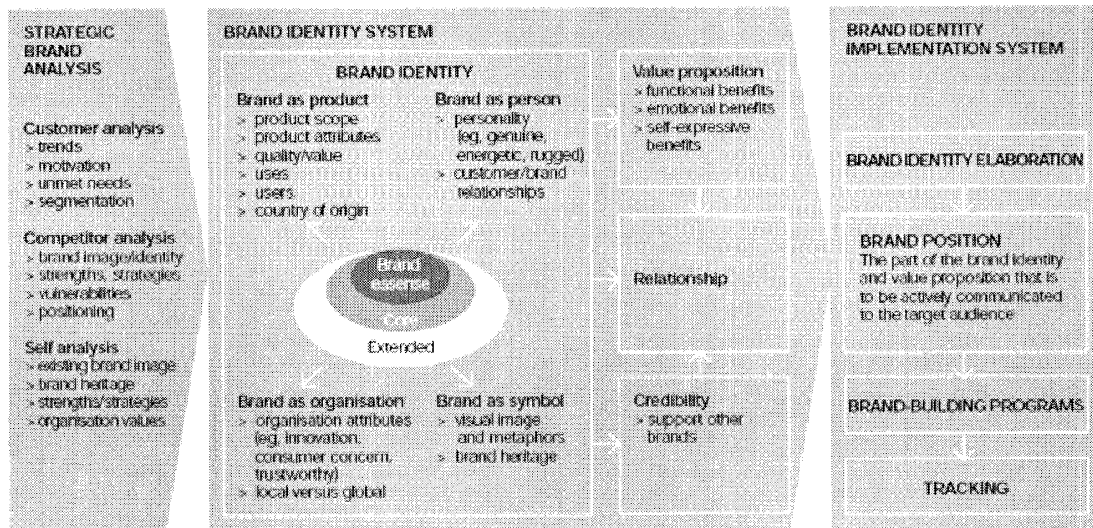 STRATEGIC
BRAND
ANALYSIS
Customer analysis
> trends
> motivation
> unmet needs
> segmentation
Competitor analysis
> brand image/identity
> strengths, strategies
> vulnerabilities
> positioning
Self analysis
> existing brand image
> brand heritage
> strengths/strategies
> organisation values
BRAND IDENTITY SYSTEM
BRAND IDENTITY
Brand as product
> product scope
> product attributes
> quality/value
> uses
> users
> country of origin
Brand as person
> personality
(eg, genuine,
energetic, rugged)
> customer/brand
relationships
Brand
essense
Core
Extended
Brand as organisation
> organisation attributes
(eg, innovation,
consumer concern,
trustworthy)
> local versus global
Brand as symbol
> visual image
and metaphors
> brand heritage
Value proposition
> functional benefits
> emotional benefits
> self-expressive
benefits
Relationship
Credibility
> support other
brands
BRAND IDENTITY
IMPLEMENTATION SYSTEM
BRAND IDENTITY ELABORATION
BRAND POSITION
The part of the brand identity
and value proposition that is
to be actively communicated
to the target audience
BRAND-BUILDING PROGRAMS
TRACKING